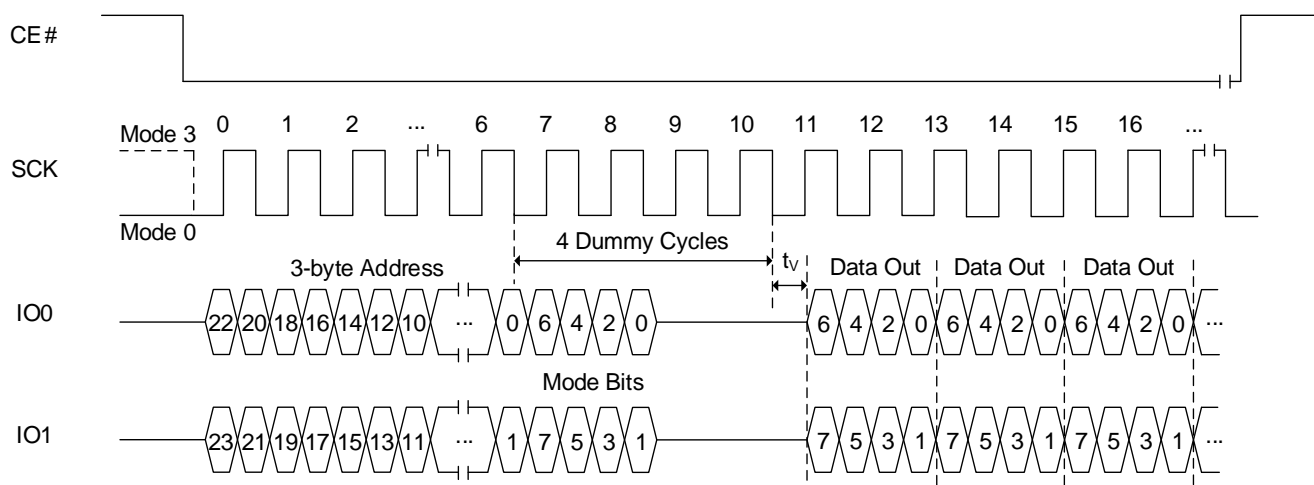 CE#
0 1 2 ... 6 7 8 9 10 11 12 13 14 15 16 ...
Mode 3
SCK
Mode 0
4 Dummy Cycles
3-byte Address tV Data Out Data Out Data Out
IO0 22 20 18 16 14 12 10 ... 0 6 4 2 0 6 4 2 0 6 4 2 0 6 4 2 0 ...
Mode Bits
IO1 23 21 19 17 15 13 11 ... 1 7 5 3 1 7 5 3 1 7 5 3 1 7 5 3 1 ...